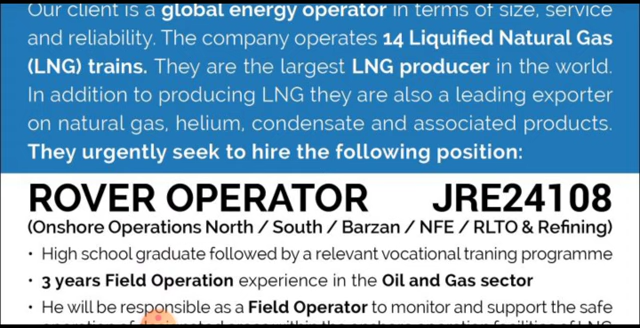 Our client is a global energy operator in terms of size, service
and reliability. The company operates 14 Liquified Natural Gas
(LNG) trains. They are the largest LNG producer in the world.
In addition to producing LNG they are also a leading exporter
on natural gas, helium, condensate and associated products.
They urgently seek to hire the following position:
ROVER OPERATOR JRE24108
(Onshore Operations North / South / Barzan / NFE / RLTO & Refining)
• High school graduate followed by a relevant vocational traning programme
• 3 years Field Operation experience in the Oil and Gas sector
• He will be responsible as a Field Operator to monitor and support the safe